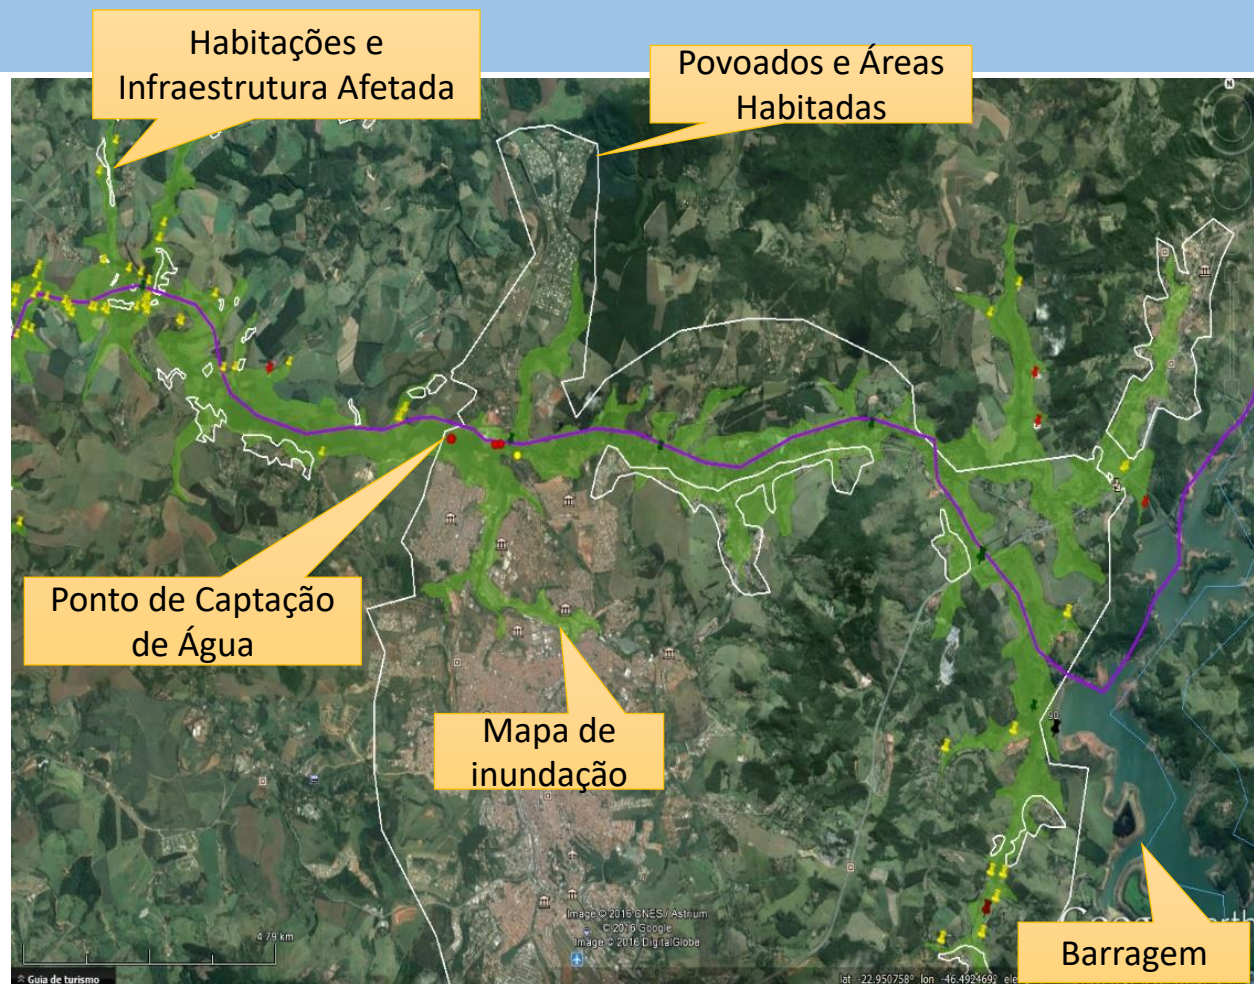 Habitações e
Infraestrutura Afetada
Povoados e Áreas
Habitadas
N
Ponto de Captação
de Água
Mapa de
inundação
Barragem
Image © 2016 CNES / Astrium
© 2016 Google
Image © 2016 DigitalGlobe
4.79 km
Guia de turismo
lat -22.950758° lon -46.492469°